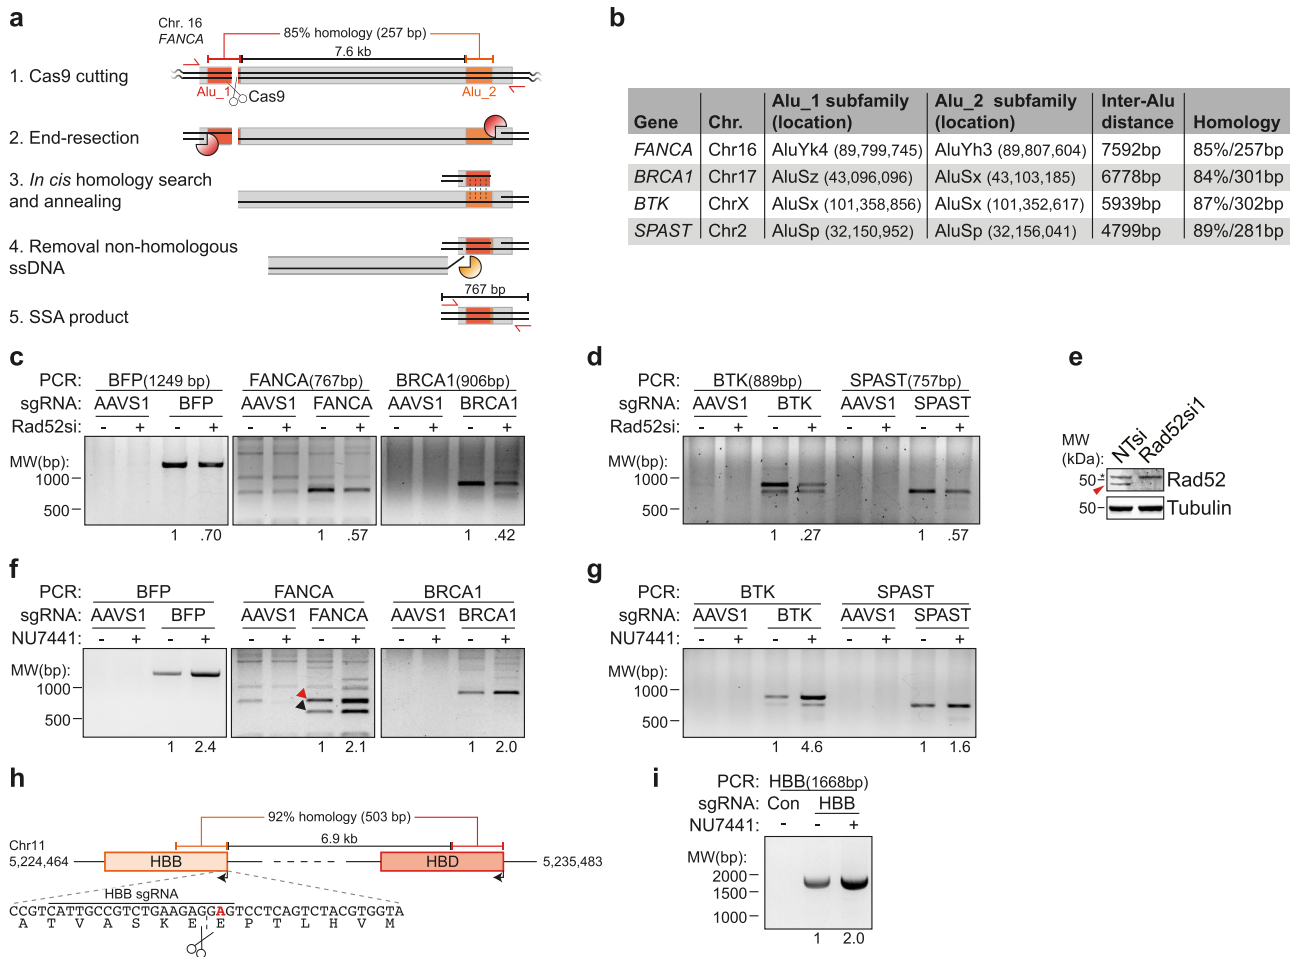 a
Chr. 16
FANCA
85% homology (257 bp)
7.6 kb
1. Cas9 cutting
Alu_1
Cas9
Alu_2
2. End-resection
3. In cis homology search
and annealing
4. Removal non-homologous
ssDNA
767 bp
5. SSA product
b
Gene Chr. Alu_1 subfamily (location) Alu_2 subfamily (location) Inter-Alu distance Homology
FANCA Chr16 AluYk4 (89,799,745) AluYh3 (89,807,604) 7592bp 85%/257bp
BRCA1 Chr17 AluSz (43,096,096) AluSx (43,103,185) 6778bp 84%/301bp
BTK ChrX AluSx (101,358,856) AluSx (101,352,617) 5939bp 87%/302bp
SPAST Chr2 AluSp (32,150,952) AluSp (32,156,041) 4799bp 89%/281bp
c
PCR: BFP(1249 bp) FANCA(767bp) BRCA1(906bp)
sgRNA: AAVS1 BFP AAVS1 FANCA AAVS1 BRCA1
Rad52si: - + - + - + - + - + - +
MW(bp):
1000
500
1 .70 1 .57 1 .42
d
PCR: BTK(889bp) SPAST(757bp)
sgRNA: AAVS1 BTK AAVS1 SPAST
Rad52si: - + - + - + - +
MW(bp):
1000
500
1 .27 1 .57
e
MW
(kDa):
NTsi
Rad52si1
50 * Rad52
50 Tubulin
f
PCR: BFP FANCA BRCA1
sgRNA: AAVS1 BFP AAVS1 FANCA AAVS1 BRCA1
NU7441: - + - + - + - + - + - +
MW(bp):
1000
500
1 2.4 1 2.1 1 2.0
g
PCR: BTK SPAST
sgRNA: AAVS1 BTK AAVS1 SPAST
NU7441: - + - + - + - +
MW(bp):
1000
500
1 4.6 1 1.6
h
92% homology (503 bp)
6.9 kb
Chr11
5,224,464 HBB HBD 5,235,483
HBB sgRNA
CCGTCATTGCCGTCTGAAGAGGAGTCCTCAGTCTACGTGGTA
A T V A S K E E P T L H V M
i
PCR: HBB(1668bp)
sgRNA: Con HBB
NU7441: - - +
MW(bp):
2000
1500
1000
1 2.0